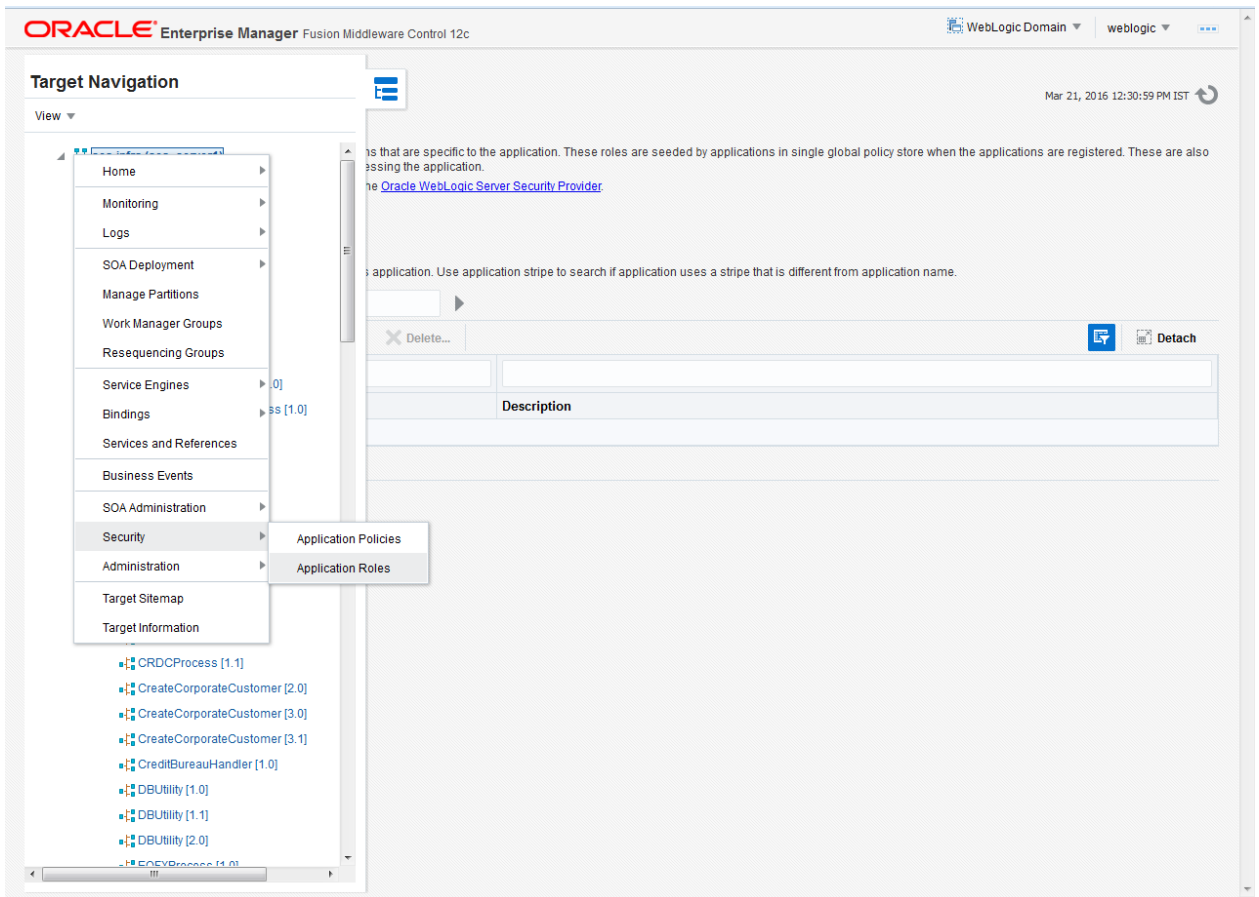 ORACLE Enterprise Manager Fusion Middleware Control 12c
WebLogic Domain
weblogic
Target Navigation
Mar 21, 2016 12:30:59 PM IST
View
that are specific to the application. These roles are seeded by applications in single global policy store when the applications are registered. These are also
the application.
Oracle WebLogic Server Security Provider.
application. Use application stripe to search if application uses a stripe that is different from application name.
Home
Monitoring
Logs
SOA Deployment
Manage Partitions
Work Manager Groups
Resequencing Groups
Service Engines
Bindings
Services and References
Business Events
SOA Administration
Security
Administration
Target Sitemap
Target Information
Application Policies
Application Roles
.0]
ss [1.0]
Delete...
Detach
Description
CRDCProcess [1.1]
CreateCorporateCustomer [2.0]
CreateCorporateCustomer [3.0]
CreateCorporateCustomer [3.1]
CreditBureauHandler [1.0]
DBUtility [1.0]
DBUtility [1.1]
DBUtility [2.0]